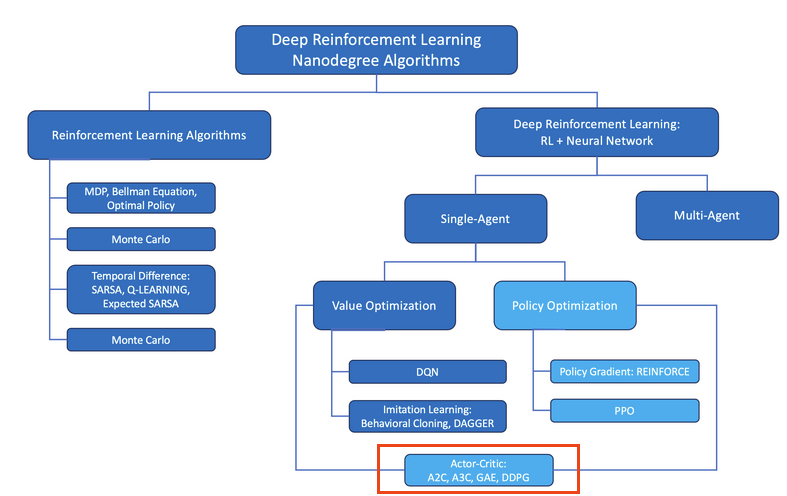 Deep Reinforcement Learning
Nanodegree Algorithms
Reinforcement Learning Algorithms
MDP, Bellman Equation,
Optimal Policy
Monte Carlo
Temporal Difference:
SARSA, Q-LEARNING,
Expected SARSA
Monte Carlo
Deep Reinforcement Learning:
RL + Neural Network
Single-Agent
Multi-Agent
Value Optimization
DQN
Imitation Learning:
Behavioral Cloning, DAGGER
Policy Optimization
Policy Gradient: REINFORCE
PPO
Actor-Critic:
A2C, A3C, GAE, DDPG